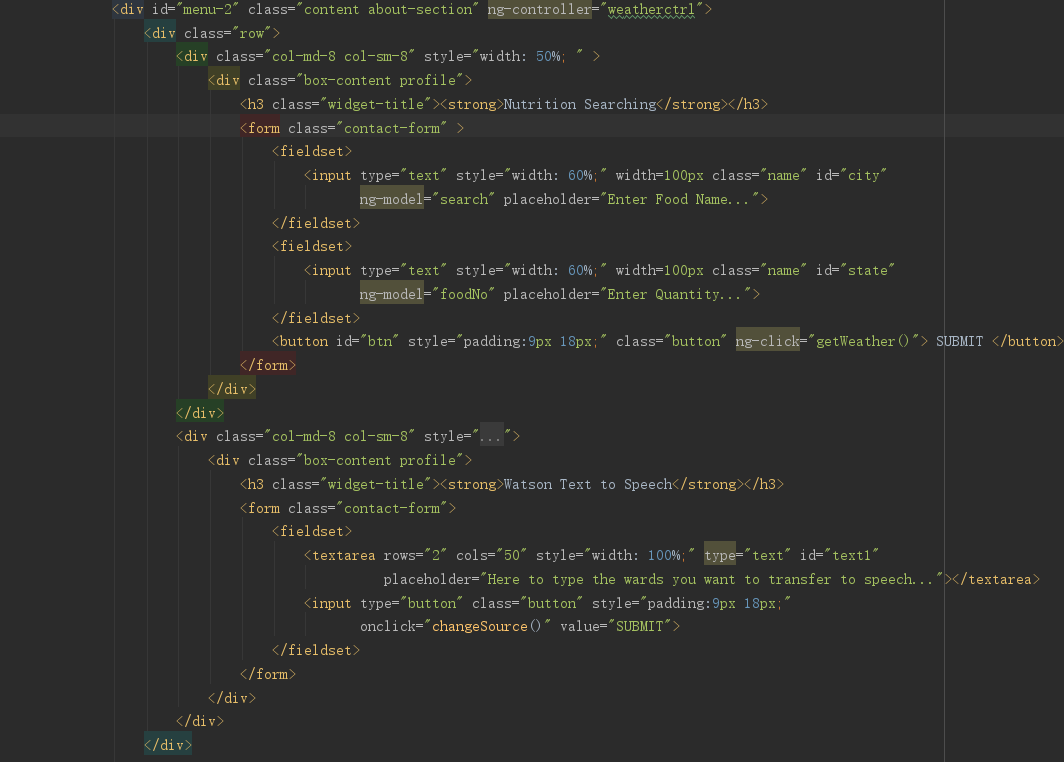 <div id="menu-2" class="content about-section" ng-controller="weatherctrl">
<div class="row">
<div class="col-md-8 col-sm-8" style="width: 50%; " >
<div class="box-content profile">
<h3 class="widget-title"><strong>Nutrition Searching</strong></h3>
<form class="contact-form" >
<fieldset>
<input type="text" style="width: 60%;" width=100px class="name" id="city"
ng-model="search" placeholder="Enter Food Name...">
</fieldset>
<fieldset>
<input type="text" style="width: 60%;" width=100px class="name" id="state"
ng-model="foodNo" placeholder="Enter Quantity...">
</fieldset>
<button id="btn" style="padding:9px 18px;" class="button" ng-click="getWeather()"> SUBMIT </button>
</form>
</div>
</div>
<div class="col-md-8 col-sm-8" style="...">
<div class="box-content profile">
<h3 class="widget-title"><strong>Watson Text to Speech</strong></h3>
<form class="contact-form">
<fieldset>
<textarea rows="2" cols="50" style="width: 100%;" type="text" id="text1"
placeholder="Here to type the wards you want to transfer to speech..."></textarea>
<input type="button" class="button" style="padding:9px 18px;"
onclick="changeSource()" value="SUBMIT">
</fieldset>
</form>
</div>
</div>
</div>